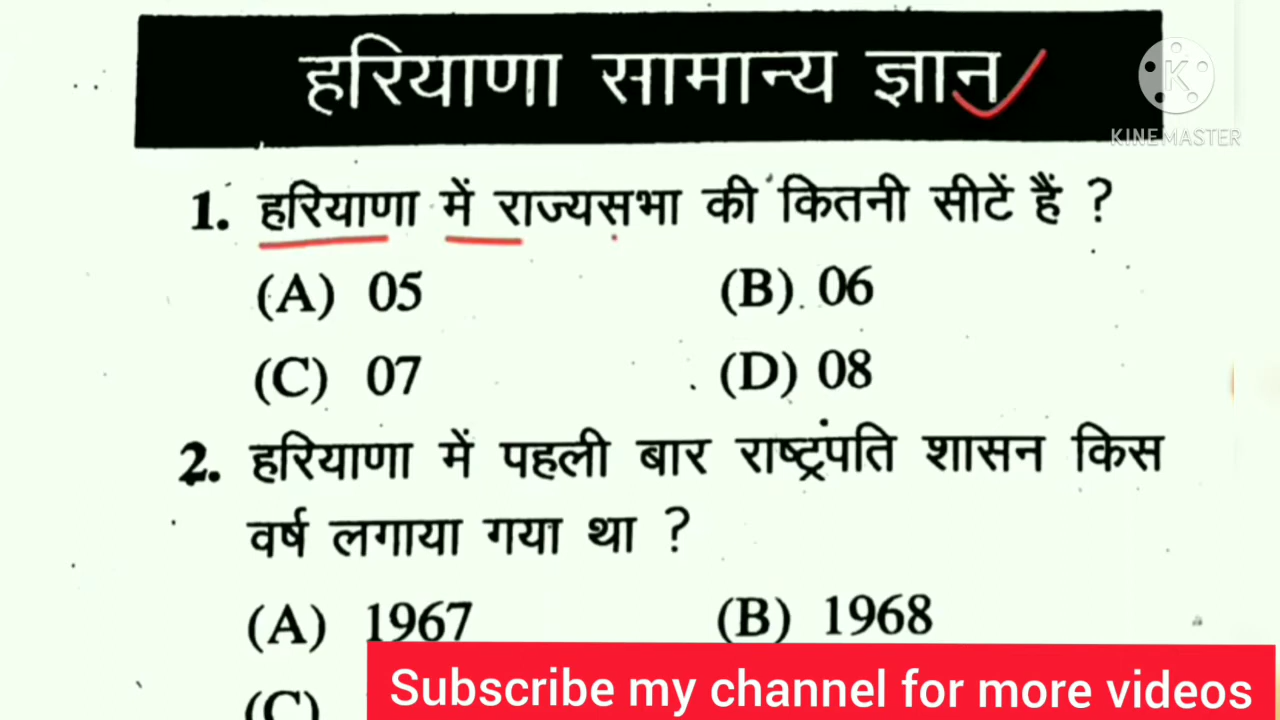 हरियाणा सामान्य ज्ञान
KINEMASTER
1. हरियाणा में राज्यसभा की कितनी सीटें हैं ?
(A) 05 (B) 06
(C) 07 (D) 08
2. हरियाणा में पहली बार राष्ट्रपति शासन किस
वर्ष लगाया गया था ?
(A) 1967 (B) 1968
(C)
Subscribe my channel for more videos